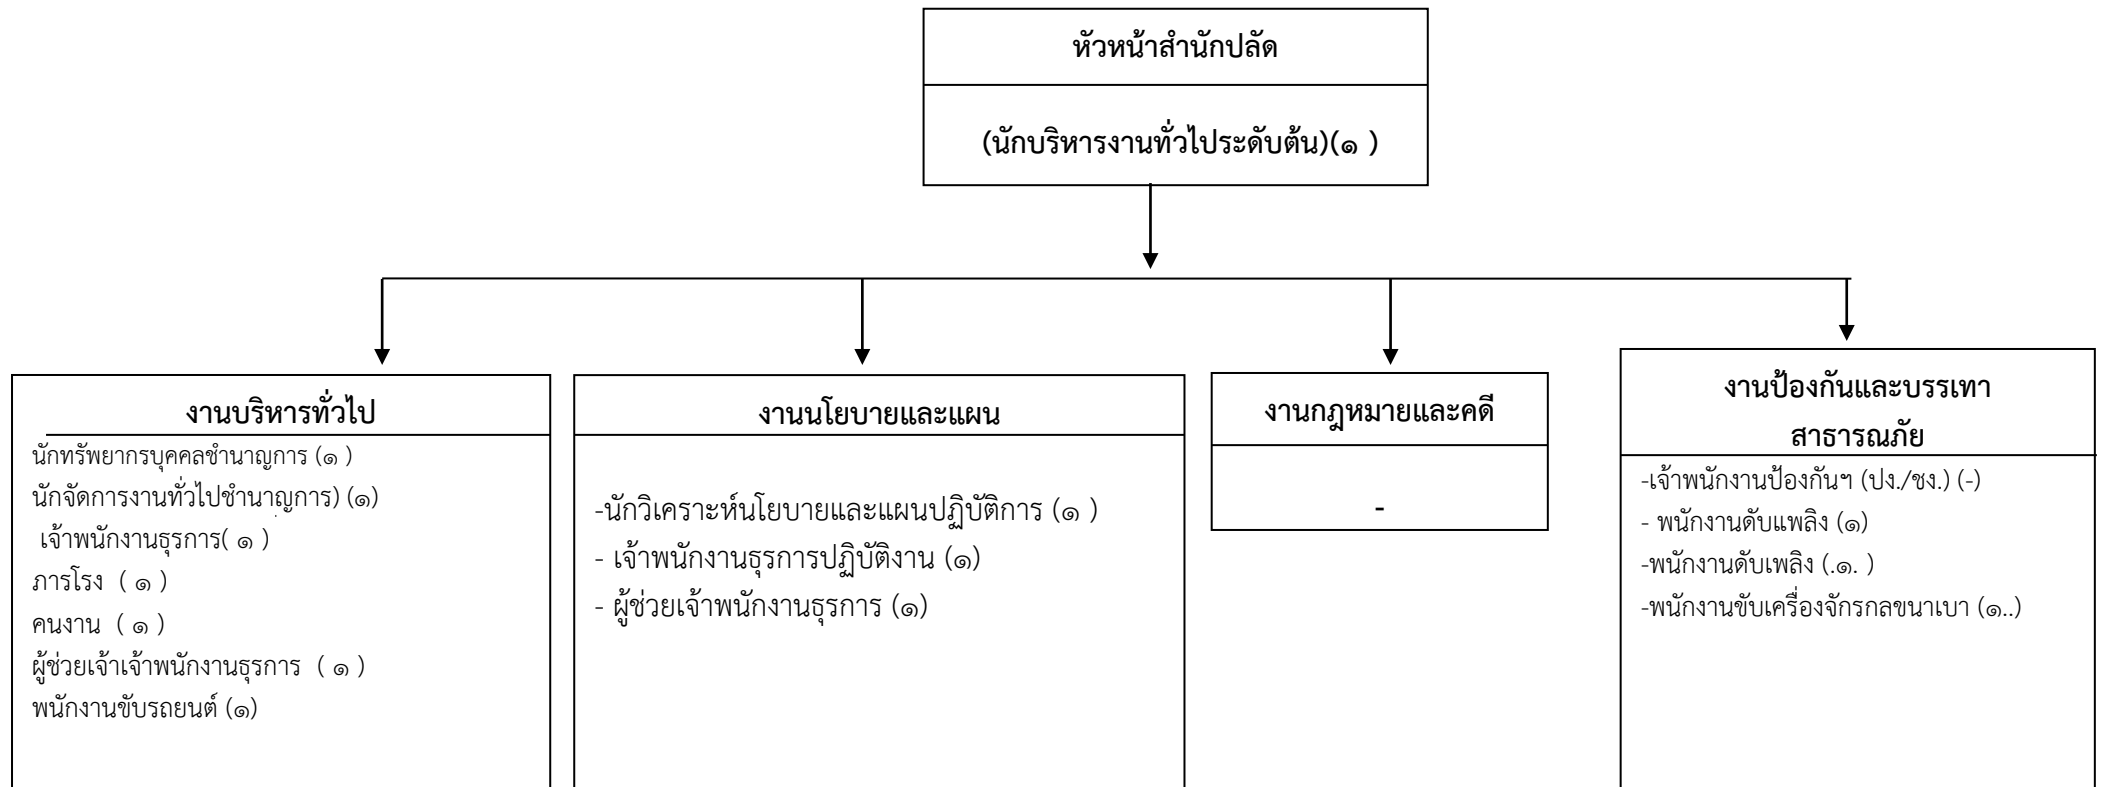 หัวหน้าสำนักปลัด
(นักบริหารงานทั่วไประดับต้น)(๑ )
งานบริหารทั่วไป
นักทรัพยากรบุคคลชำนาญการ (๑ )
นักจัดการงานทั่วไปชำนาญการ) (๑)
เจ้าพนักงานธุรการ( ๑ )
ภารโรง ( ๑ )
คนงาน ( ๑ )
ผู้ช่วยเจ้าเจ้าพนักงานธุรการ ( ๑ )
พนักงานขับรถยนต์ (๑)
งานนโยบายและแผน
-นักวิเคราะห์นโยบายและแผนปฏิบัติการ (๑ )
- เจ้าพนักงานธุรการปฏิบัติงาน (๑)
- ผู้ช่วยเจ้าพนักงานธุรการ (๑)
งานกฎหมายและคดี
-
งานป้องกันและบรรเทา
สาธารณภัย
-เจ้าพนักงานป้องกันฯ (ปง./ชง.) (-)
- พนักงานดับแพลิง (๑)
-พนักงานดับเพลิง (.๑. )
-พนักงานขับเครื่องจักรกลขนาเบา (๑..)